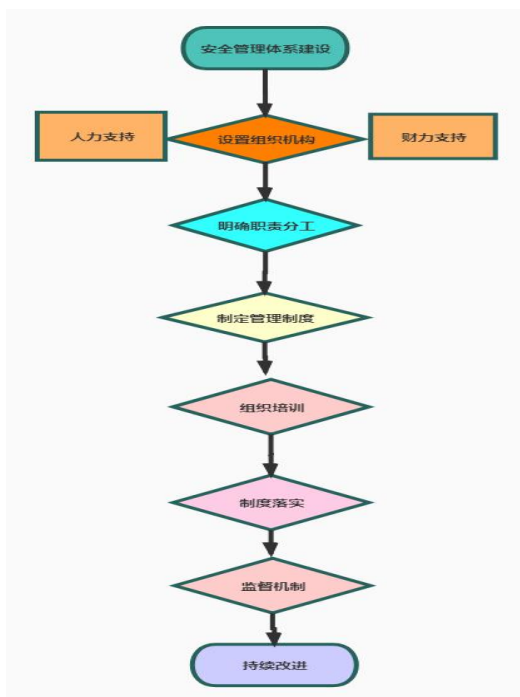 安全管理体系建设
人力支持
设置组织机构
财力支持
明确职责分工
制定管理制度
组织培训
制度落实
监督机制
持续改进